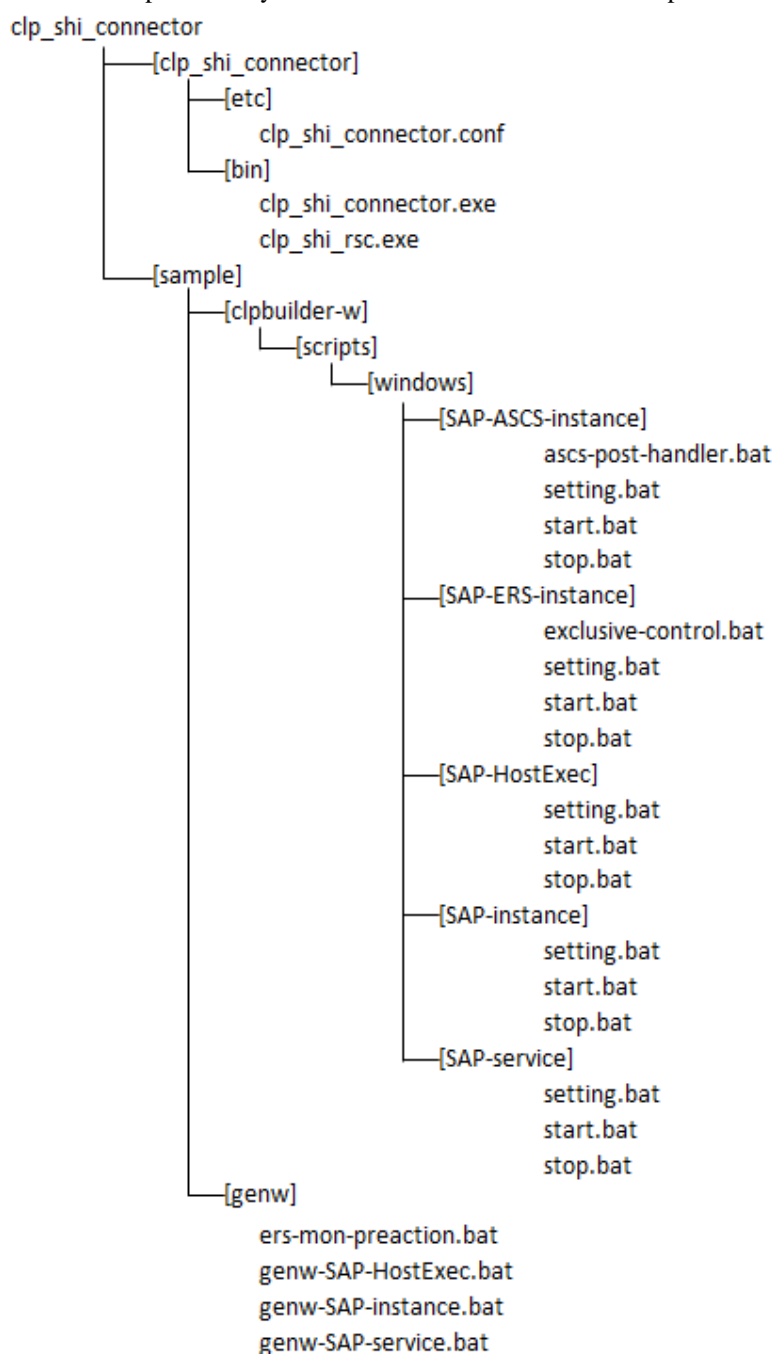 clp_shi_connector
[clp_shi_connector]
[etc]
clp_shi_connector.conf
[bin]
clp_shi_connector.exe
clp_shi_rsc.exe
[sample]
[clpbuilder-w]
[scripts]
[windows]
[SAP-ASCS-instance]
ascs-post-handler.bat
setting.bat
start.bat
stop.bat
[SAP-ERS-instance]
exclusive-control.bat
setting.bat
start.bat
stop.bat
[SAP-HostExec]
setting.bat
start.bat
stop.bat
[SAP-instance]
setting.bat
start.bat
stop.bat
[SAP-service]
setting.bat
start.bat
stop.bat
[genw]
ers-mon-preaction.bat
genw-SAP-HostExec.bat
genw-SAP-instance.bat
genw-SAP-service.bat